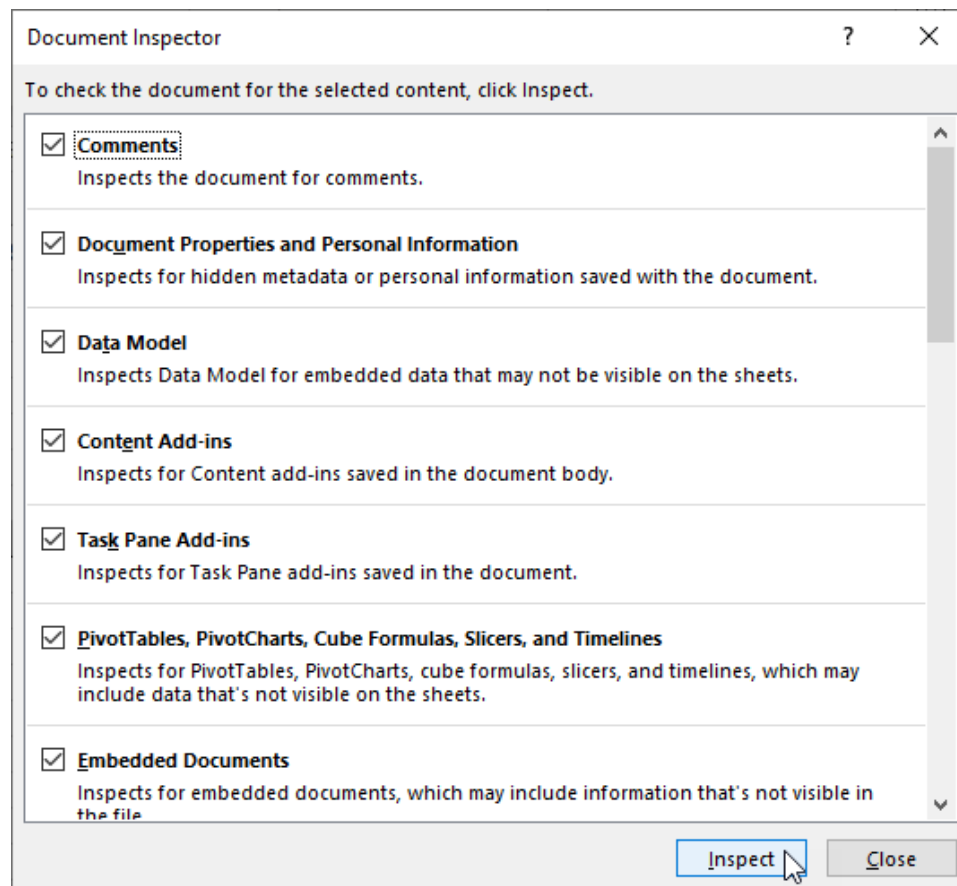 Document Inspector
?
To check the document for the selected content, click Inspect.
Comments
Inspects the document for comments.
Document Properties and Personal Information
Inspects for hidden metadata or personal information saved with the document.
Data Model
Inspects Data Model for embedded data that may not be visible on the sheets.
Content Add-ins
Inspects for Content add-ins saved in the document body.
Task Pane Add-ins
Inspects for Task Pane add-ins saved in the document.
PivotTables, PivotCharts, Cube Formulas, Slicers, and Timelines
Inspects for PivotTables, PivotCharts, cube formulas, slicers, and timelines, which may
include data that's not visible on the sheets.
Embedded Documents
Inspects for embedded documents, which may include information that's not visible in
the file.
Inspect
Close